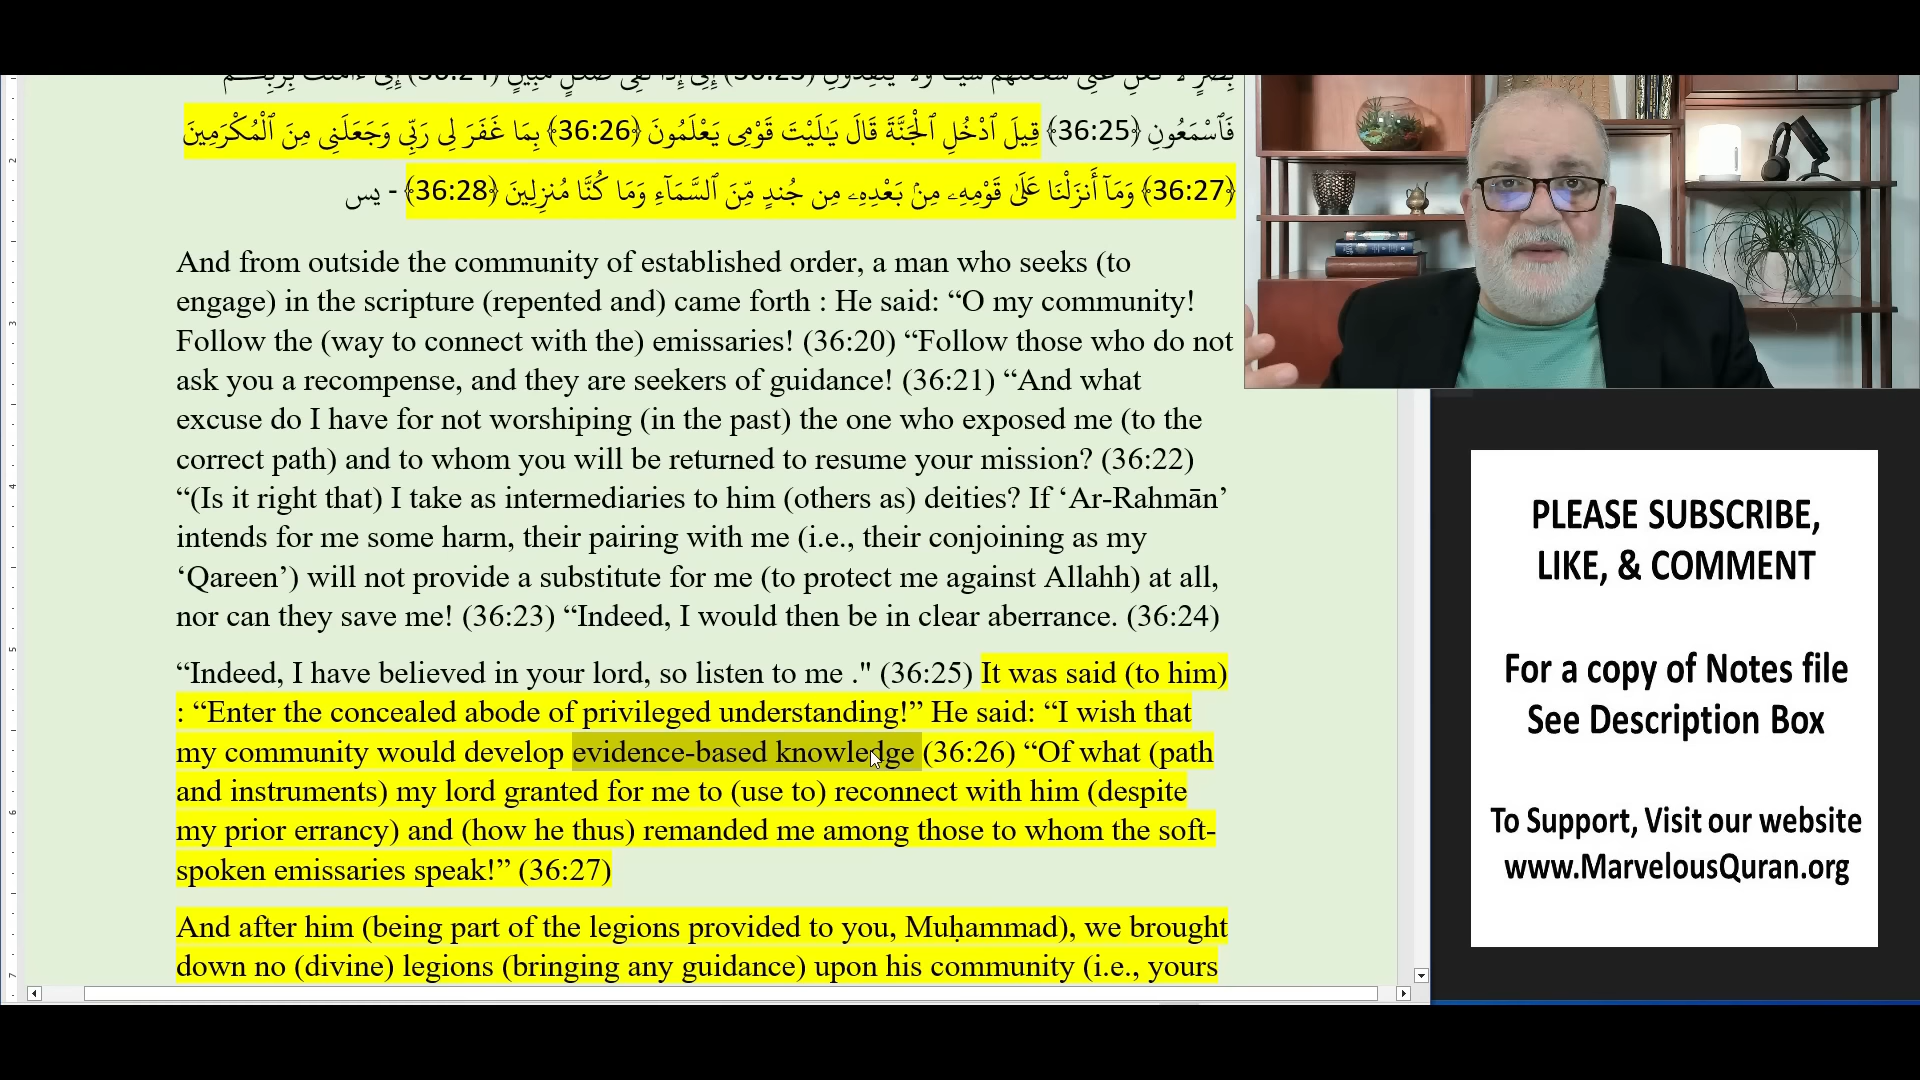 فَٱسْمَعُونِ ﴿36:25﴾ قِيلَ ٱدْخُلِ ٱلْجَنَّةَ قَالَ يَـٰلَيْتَ قَوْمِى يَعْلَمُونَ ﴿36:26﴾ بِمَا غَفَرَ لِى رَبِّى وَجَعَلَنِى مِنَ ٱلْمُكْرَمِينَ
﴿36:27﴾ وَمَآ أَنزَلْنَا عَلَىٰ قَوْمِهِۦ مِنۢ بَعْدِهِۦ مِن جُندٍ مِّنَ ٱلسَّمَآءِ وَمَا كُنَّا مُنزِلِينَ ﴿36:28﴾ - يس
And from outside the community of established order, a man who seeks (to
engage) in the scripture (repented and) came forth : He said: “O my community!
Follow the (way to connect with the) emissaries! (36:20) “Follow those who do not
ask you a recompense, and they are seekers of guidance! (36:21) “And what
excuse do I have for not worshiping (in the past) the one who exposed me (to the
correct path) and to whom you will be returned to resume your mission? (36:22)
“(Is it right that) I take as intermediaries to him (others as) deities? If ‘Ar-Rahmān’
intends for me some harm, their pairing with me (i.e., their conjoining as my
‘Qareen’) will not provide a substitute for me (to protect me against Allahh) at all,
nor can they save me! (36:23) “Indeed, I would then be in clear aberrance. (36:24)
“Indeed, I have believed in your lord, so listen to me ." (36:25) It was said (to him)
: “Enter the concealed abode of privileged understanding!” He said: “I wish that
my community would develop evidence-based knowledge (36:26) “Of what (path
and instruments) my lord granted for me to (use to) reconnect with him (despite
my prior errancy) and (how he thus) remanded me among those to whom the soft-
spoken emissaries speak!” (36:27)
And after him (being part of the legions provided to you, Muḥammad), we brought
down no (divine) legions (bringing any guidance) upon his community (i.e., yours
PLEASE SUBSCRIBE,
LIKE, & COMMENT
For a copy of Notes file
See Description Box
To Support, Visit our website
www.MarvelousQuran.org